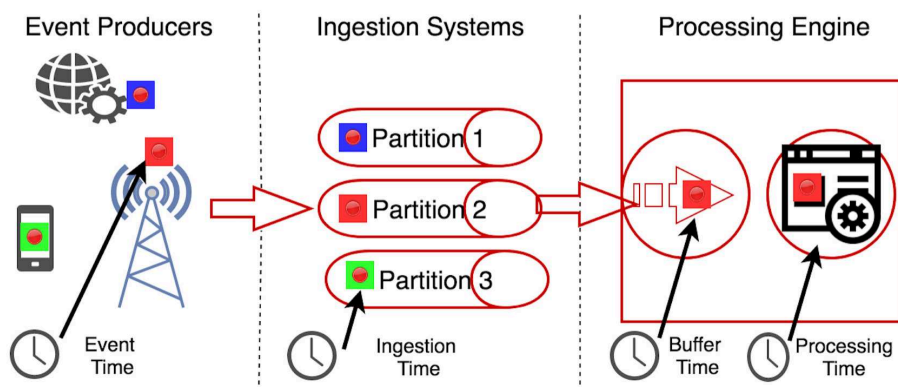 Event Producers
Ingestion Systems
Processing Engine
Partition 1
Partition 2
Partition 3
Event
Time
Ingestion
Time
Buffer
Time
Processing
Time